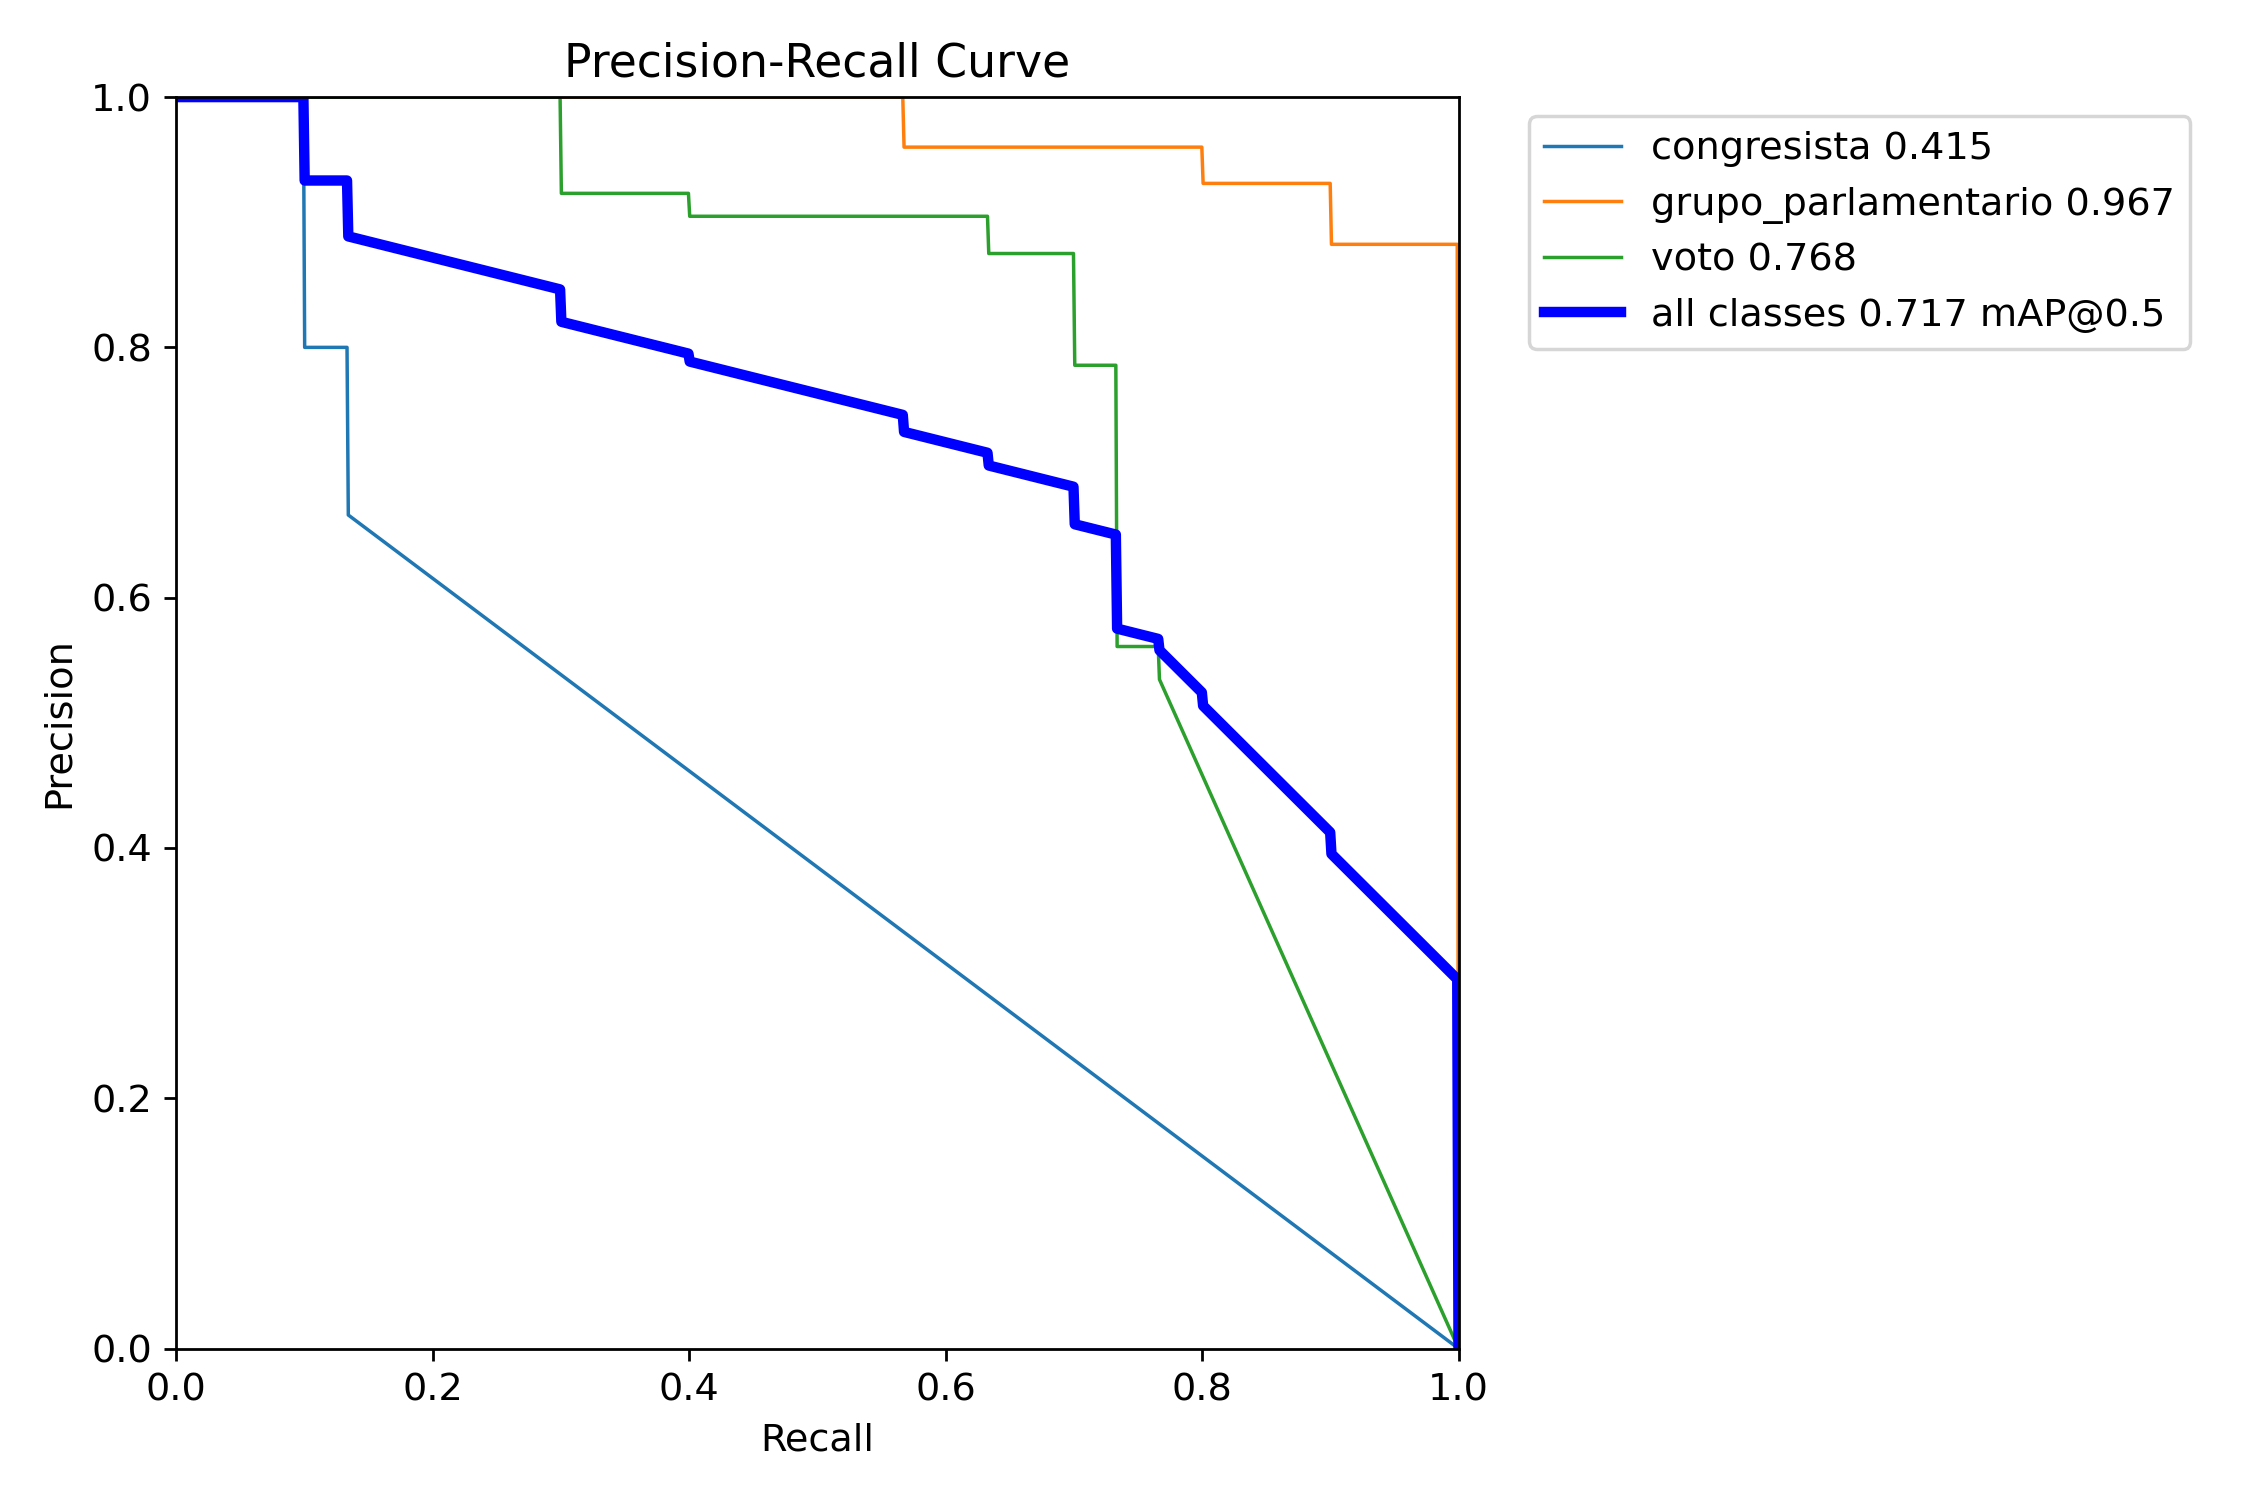 Precision-Recall Curve
congresista 0.415
grupo_parlamentario 0.967
voto 0.768
all classes 0.717 mAP@0.5
Precision
1.0
0.8
0.6
0.4
0.2
0.0
0.0 0.2 0.4 0.6 0.8 1.0
Recall